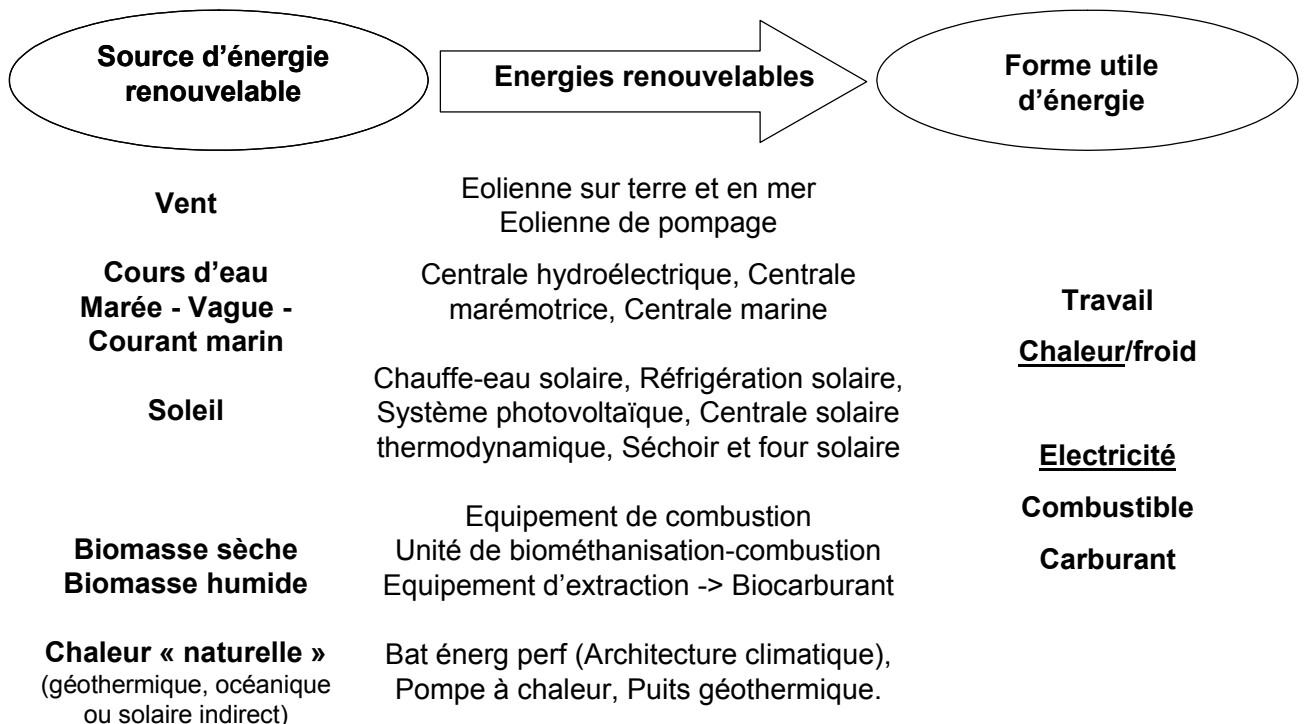 Source d’énergie
renouvelable
Energies renouvelables
Forme utile
d’énergie
Vent
Eolienne sur terre et en mer
Eolienne de pompage
Cours d’eau
Marée - Vague -
Courant marin
Centrale hydroélectrique, Centrale
marémotrice, Centrale marine
Soleil
Chauffe-eau solaire, Réfrigération solaire,
Système photovoltaïque, Centrale solaire
thermodynamique, Séchoir et four solaire
Biomasse sèche
Biomasse humide
Equipement de combustion
Unité de biométhanisation-combustion
Equipement d’extraction -> Biocarburant
Chaleur « naturelle »
(géothermique, océanique
ou solaire indirect)
Bat énerg perf (Architecture climatique),
Pompe à chaleur, Puits géothermique.
Travail
Chaleur/froid
Electricité
Combustible
Carburant